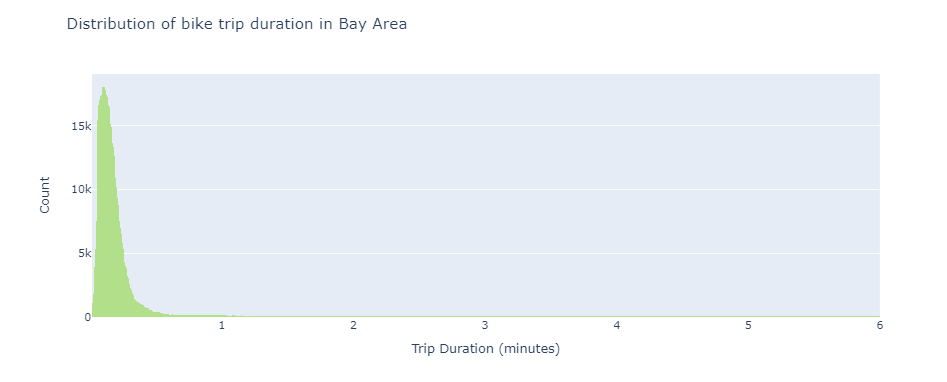 Distribution of bike trip duration in Bay Area
15k
10k
5k
0
Count
1 2 3 4 5 6
Trip Duration (minutes)